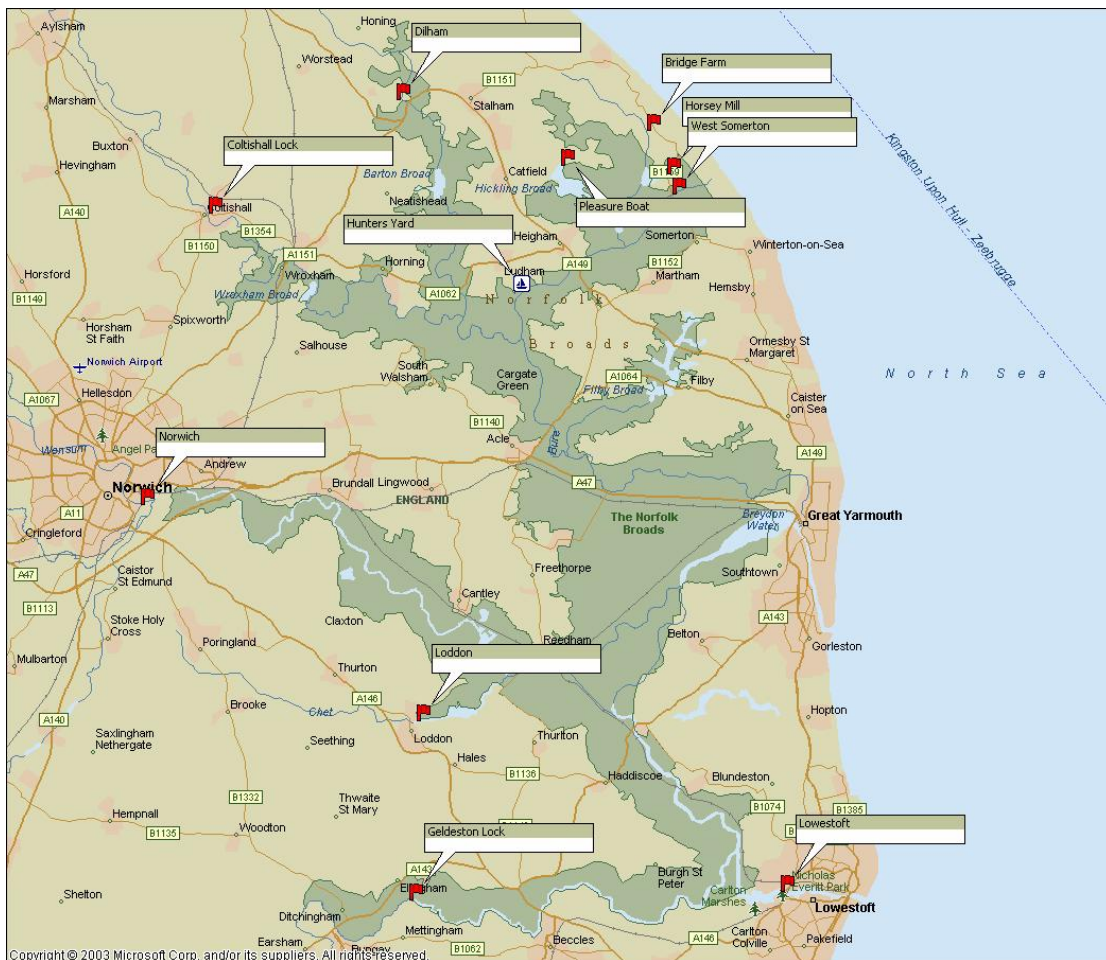 Aylsham
Honing
Dilham
Worstead
B1151
Stalham
Bridge Farm
Marsham
Horsey Mill
West Somerton
Buxton
Coltishall Lock
Hevingham
Barton Broad
Catfield
Hickling Broad
B1159
Kingston Upon Hull - Zeebrugge
Neatishead
Pleasure Boat
A140
Coltishall
Hunters Yard
B1150
B1354
A1151
Heigham
Somerton
Winterton-on-Sea
Horsford
Wroxham
Horning
Ludham
A149
B1152
Martham
B1149
Wroxham Broad
A1062
Norfolk
Hemsby
Horsham
St Faith
Spixworth
Broads
Salhouse
Ormesby St
Margaret
Norwich Airport
South
Walsham
Cargate
Green
A1064
North Sea
Hellesdon
Filby Broad
Filby
A1067
Caister
on Sea
B1140
Norwich
Wensum
Angel Pa
Acle
Bure
A149
Andrew
Norwich
Brundall
Lingwood
A47
ENGLAND
A11
The Norfolk
Broads
Breydon
Water
Great Yarmouth
Cringleford
A47
Caistor
St Edmund
Freethorpe
Southtown
B1113
Cantley
Stoke Holy
Cross
Claxton
A143
Poringland
Reedham
Belton
Gorleston
Mulbarton
Loddon
Thurton
A146
Brooke
Chet
A140
Hopton
Saxlingham
Nethergate
Seething
Loddon
Thurlton
Hales
B1136
Haddiscoe
Blundeston
B1332
Thwaite
St Mary
B1074
B1385
Hempnall
B1135
Woodton
Geldeston Lock
Lowestoft
A143
Burgh St
Peter
Nicholas
Everitt Park
Shelton
Ellingham
Carlton
Marshes
Lowestoft
Ditchingham
Mettingham
A146
Carlton
Colville
Pakefield
Earsham
Bungay
B1062
Beccles
Copyright © 2003 Microsoft Corp. and/or its suppliers. All rights reserved.